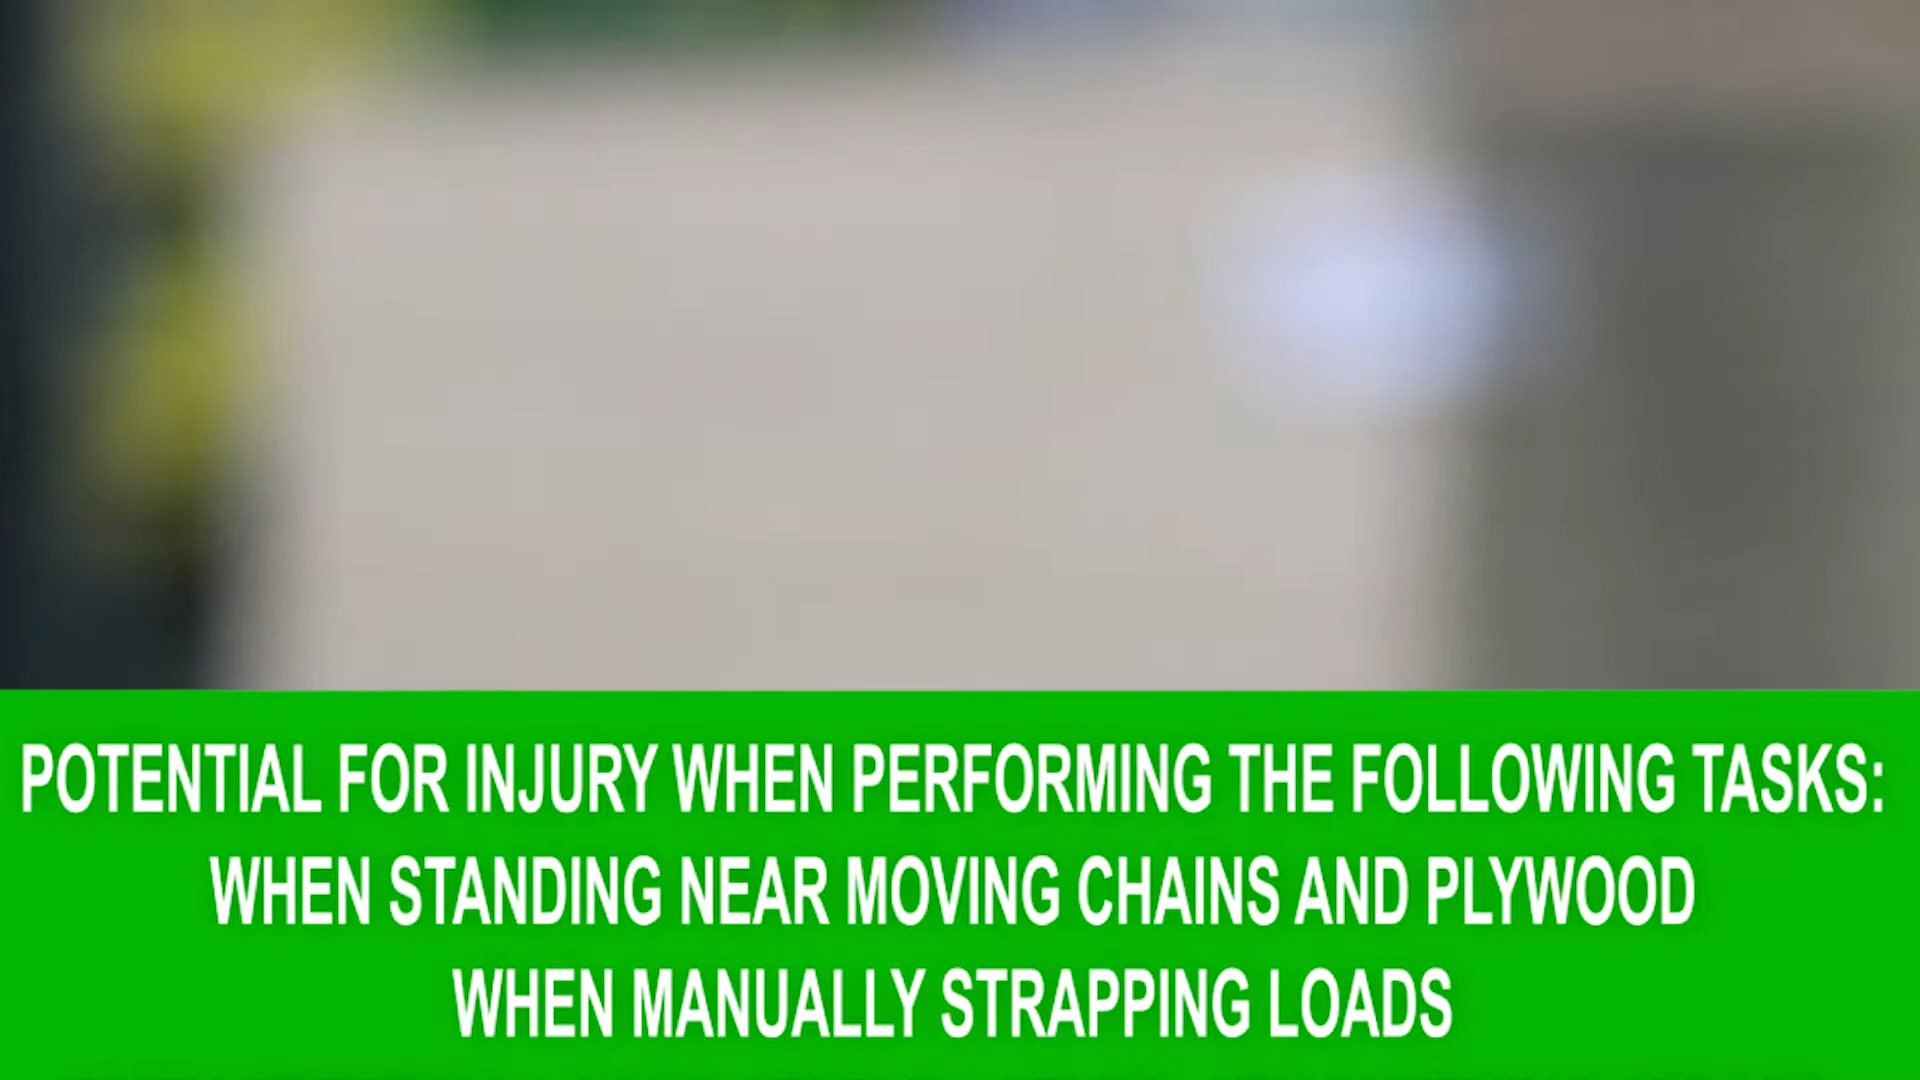 POTENTIAL FOR INJURY WHEN PERFORMING THE FOLLOWING TASKS:
WHEN STANDING NEAR MOVING CHAINS AND PLYWOOD
WHEN MANUALLY STRAPPING LOADS